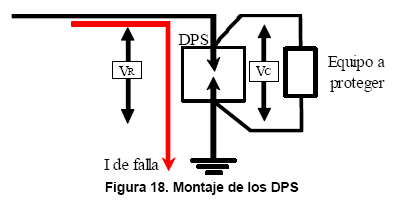 DPS
VR
VC
Equipo a
proteger
I de falla
Figura 18. Montaje de los DPS